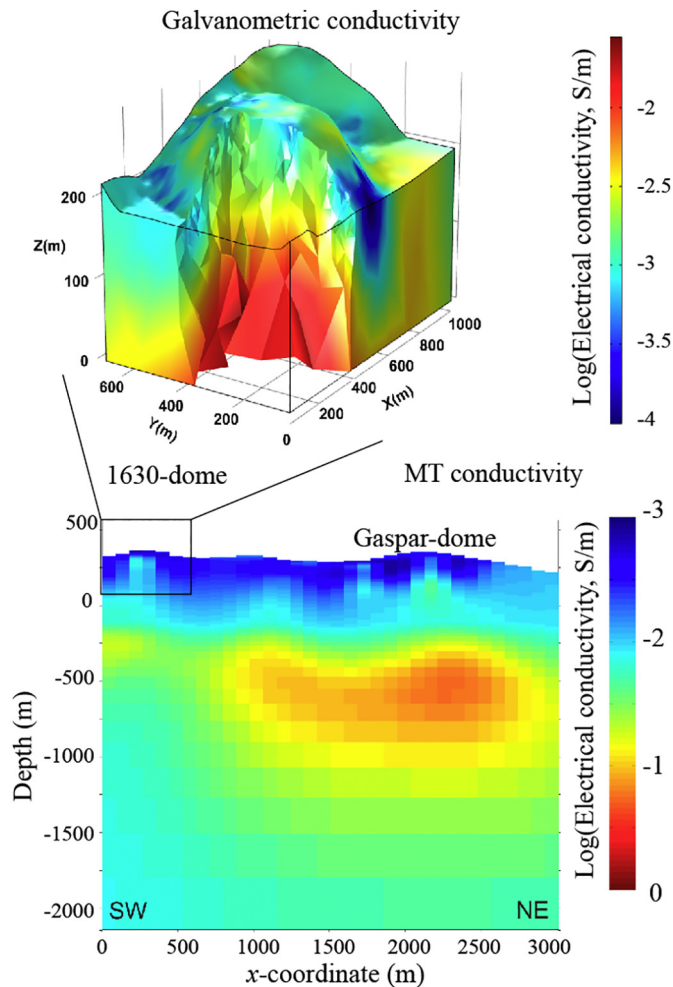 Galvanometric conductivity
200
Z(m)
100
0
600
400
Y(m)
200
0
200
400
X(m)
600
800
1000
Log(Electrical conductivity, S/m)
-2
-2.5
-3
-3.5
-4
1630-dome
MT conductivity
Gaspar-dome
500
0
-500
-1000
-1500
-2000
Depth (m)
SW
NE
0
500
1000
1500
2000
2500
3000
x-coordinate (m)
Log(Electrical conductivity, S/m)
-3
-2
-1
0